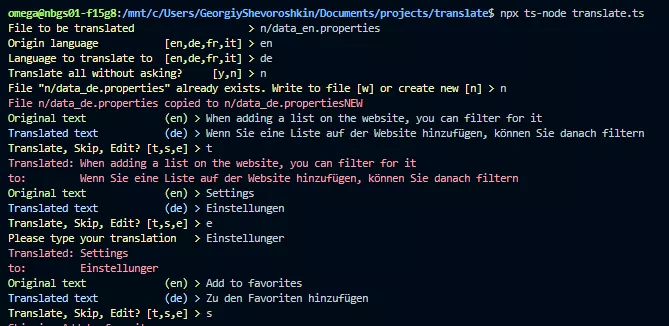 omega@nbgs01-f15g8:/mnt/c/Users/GeorgiyShevoroshkin/Documents/projects/translate$ npx ts-node translate.ts
File to be translated > n/data_en.properties
Origin language [en,de,fr,it] > en
Language to translate to [en,de,fr,it] > de
Translate all without asking? [y,n] > n
File "n/data_de.properties" already exists. Write to file [w] or create new [n] > n
File n/data_de.properties copied to n/data_de.propertiesNEW
Original text (en) > When adding a list on the website, you can filter for it
Translated text (de) > Wenn Sie eine Liste auf der Website hinzufügen, können Sie danach filtern
Translate, Skip, Edit? [t,s,e] > t
Translated: When adding a list on the website, you can filter for it
to: Wenn Sie eine Liste auf der Website hinzufügen, können Sie danach filtern
Original text (en) > Settings
Translated text (de) > Einstellungen
Translate, Skip, Edit? [t,s,e] > e
Please type your translation > Einstellunger
Translated: Settings
to: Einstellunger
Original text (en) > Add to favorites
Translated text (de) > Zu den Favoriten hinzufügen
Translate, Skip, Edit? [t,s,e] > s